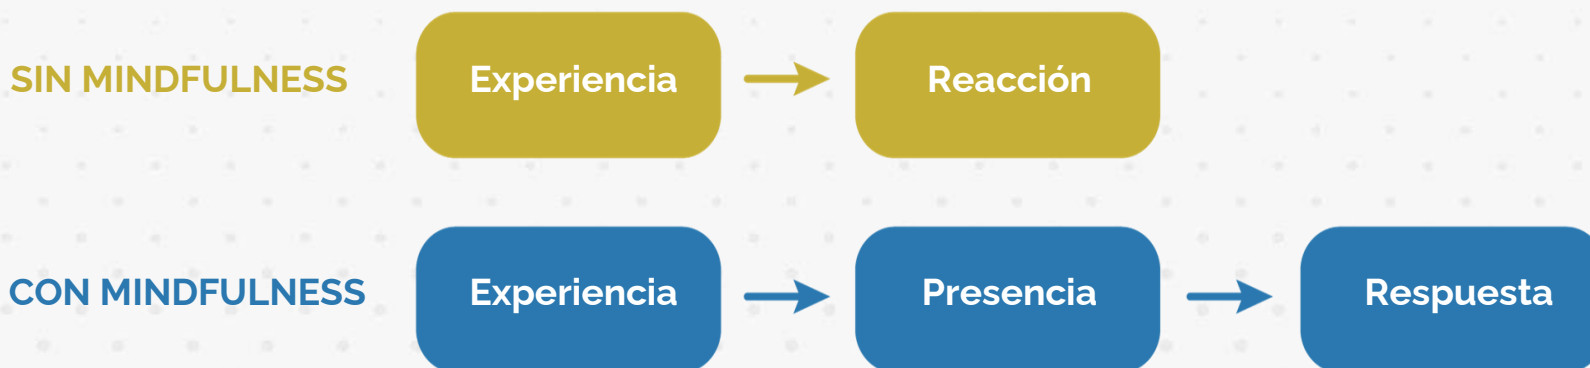 SIN MINDFULNESS Experiencia Reacción
CON MINDFULNESS Experiencia Presencia Respuesta